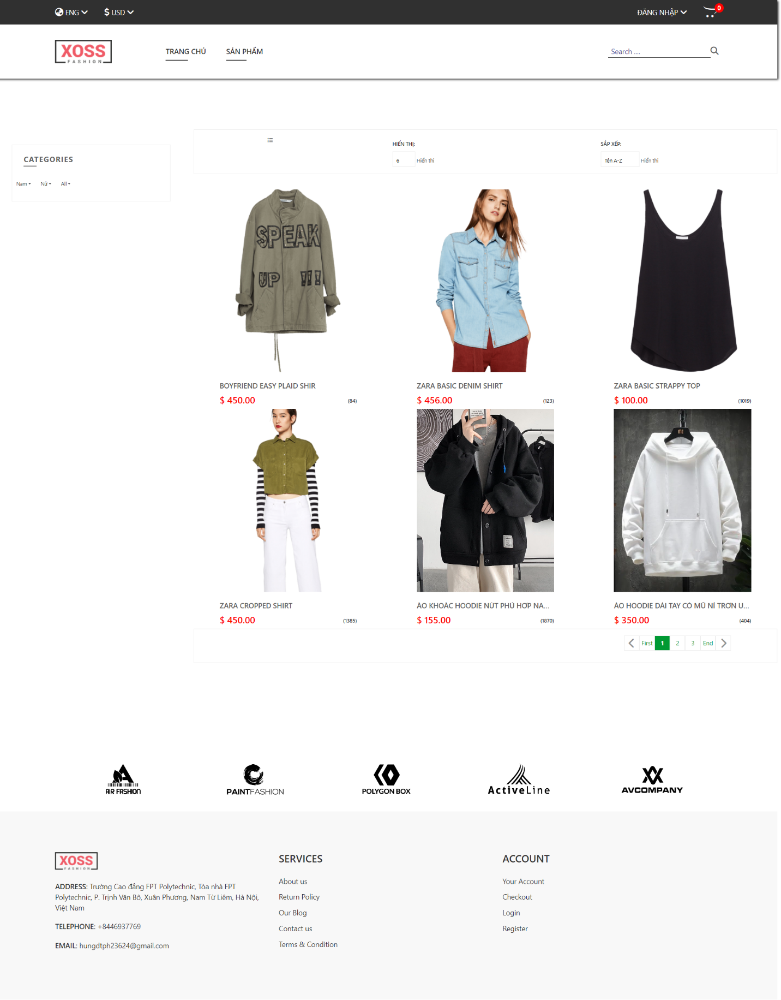 ENG
USD
ĐĂNG NHẬP
0
XOSS
FASHION
TRANG CHỦ
SẢN PHẨM
Search ....
CATEGORIES
Nam
Nữ
All
HIỂN THỊ:
6
Hiển thị
SẮP XẾP:
Tên A-Z
Hiển thị
SPEAK
UP !!!
BOYFRIEND EASY PLAID SHIR
$ 450.00
(84)
ZARA BASIC DENIM SHIRT
$ 456.00
(123)
ZARA BASIC STRAPPY TOP
$ 100.00
(1019)
ZARA CROPPED SHIRT
$ 450.00
(1385)
ÁO KHOÁC HOODIE NÚT PHÙ HỢP NA...
$ 155.00
(1870)
ÁO HOODIE DÀI TAY CÓ MŨ NỈ TRƠN U...
$ 350.00
(404)
First
1
2
3
End
AIR FASHION
PAINTFASHION
POLYGON BOX
ActiveLine
AVCOMPANY
XOSS
FASHION
ADDRESS: Trường Cao đẳng FPT Polytechnic, Tòa nhà FPT
Polytechnic, P. Trịnh Văn Bô, Xuân Phương, Nam Từ Liêm, Hà Nội,
Việt Nam
TELEPHONE: +8446937769
EMAIL: hungdtph23624@gmail.com
SERVICES
About us
Return Policy
Our Blog
Contact us
Terms & Condition
ACCOUNT
Your Account
Checkout
Login
Register